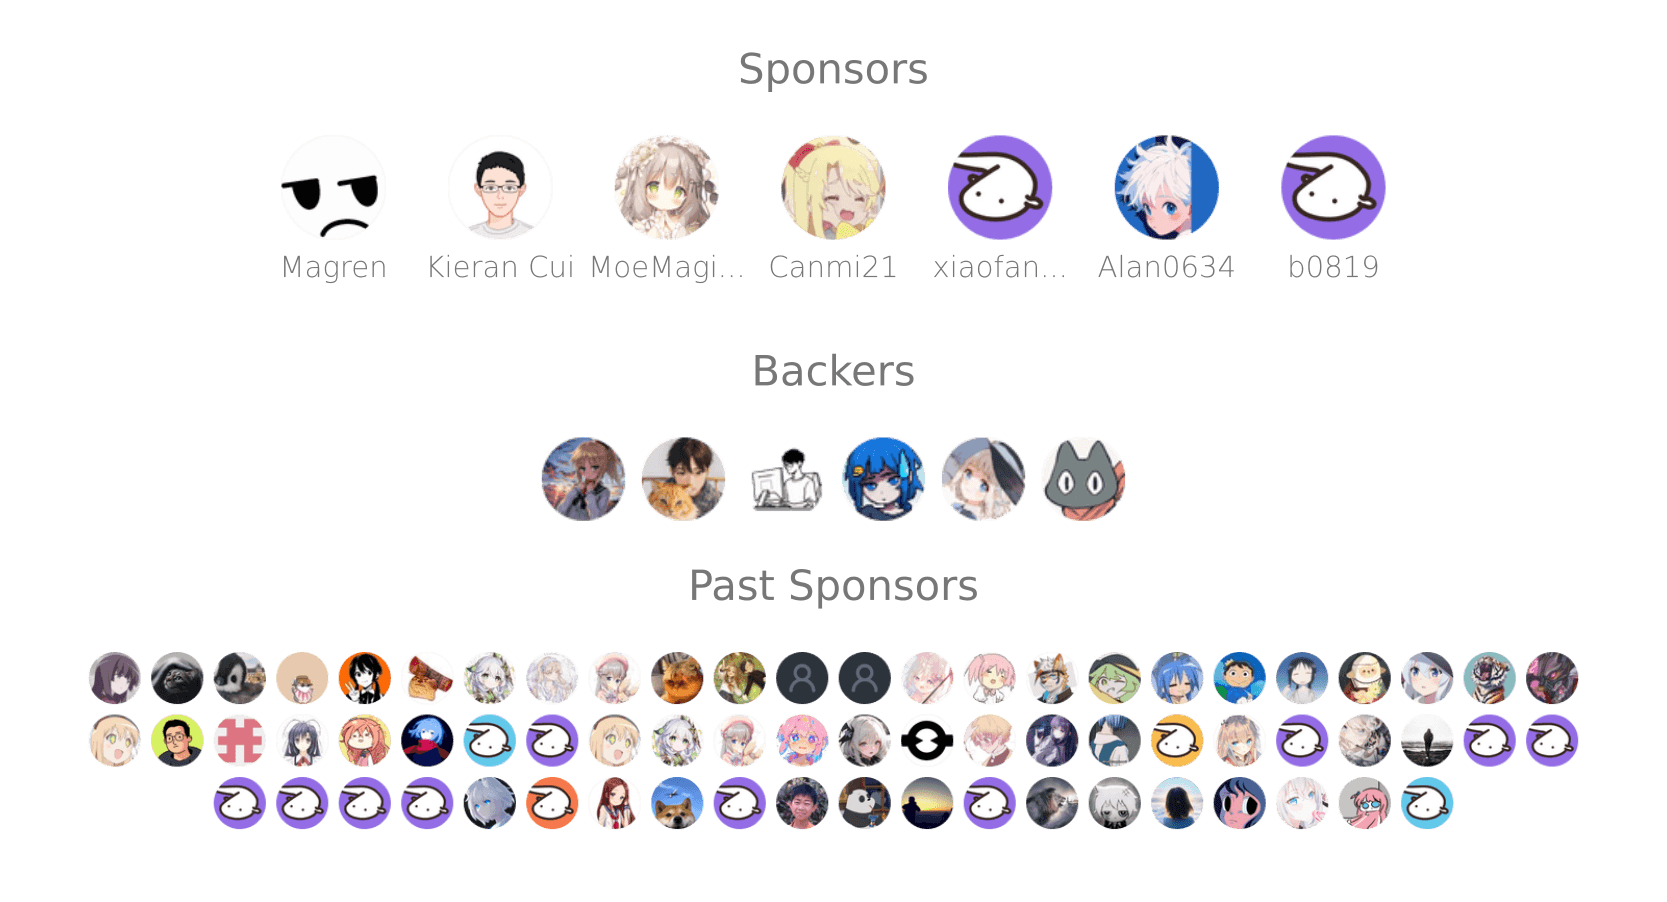 Sponsors
Magren Kieran Cui MoeMagi... Canmi21 xiaofan... Alan0634 b0819
Backers
Past Sponsors